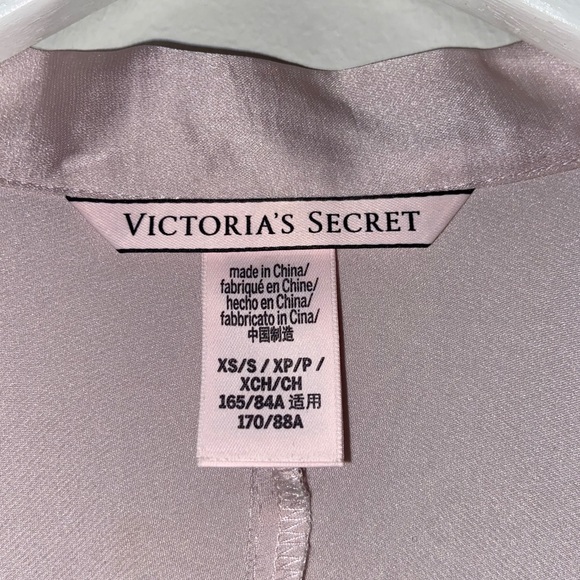 VICTORIA'S SECRET
made in China/
fabriqué en Chine/
hecho en China/
fabbricato in Cina/
中国制造
XS/S / XP/P /
XCH/CH
165/84A 适用
170/88A